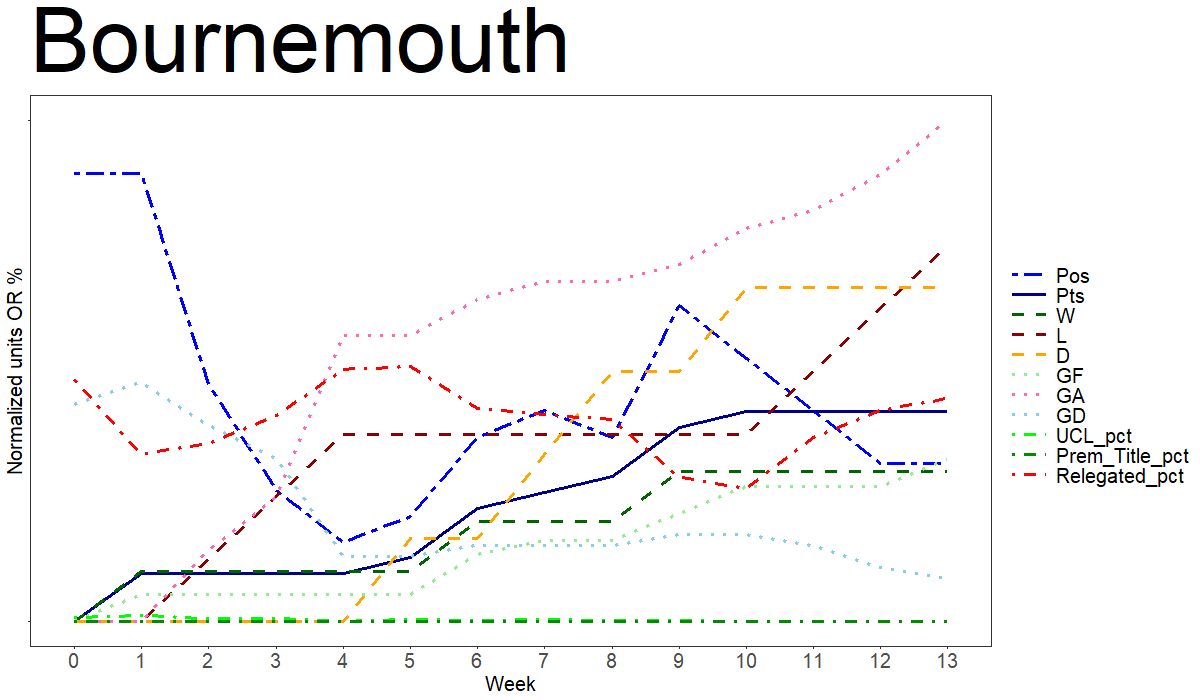 Bournemouth
Normalized units OR %
Pos
Pts
W
L
D
GF
GA
GD
UCL_pct
Prem_Title_pct
Relegated_pct
0 1 2 3 4 5 6 7 8 9 10 11 12 13
Week